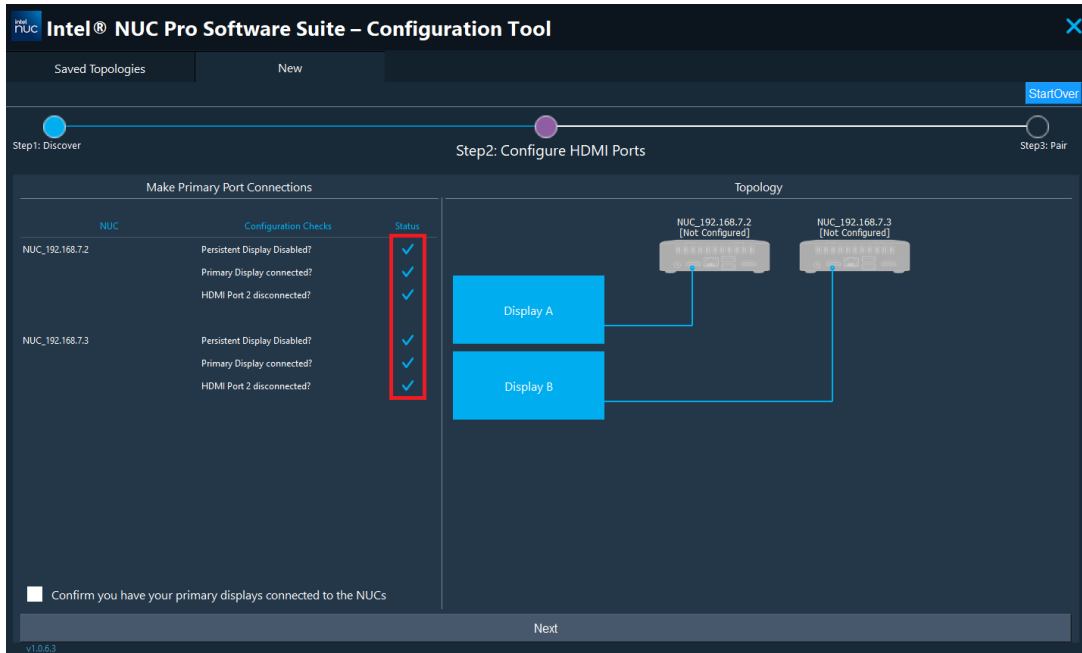 intel
nuc
Intel® NUC Pro Software Suite – Configuration Tool
Saved Topologies
New
StartOver
Step1: Discover
Step2: Configure HDMI Ports
Step3: Pair
Make Primary Port Connections
NUC Configuration Checks Status
NUC_192.168.7.2 Persistent Display Disabled?
Primary Display connected?
HDMI Port 2 disconnected?
NUC_192.168.7.3 Persistent Display Disabled?
Primary Display connected?
HDMI Port 2 disconnected?
Confirm you have your primary displays connected to the NUCs
Topology
NUC_192.168.7.2
[Not Configured]
NUC_192.168.7.3
[Not Configured]
Display A
Display B
Next
v1.0.6.3